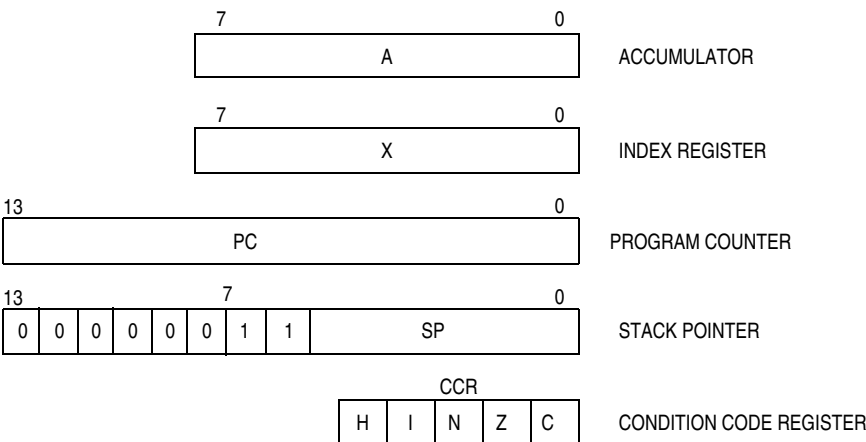 7 0
A ACCUMULATOR
7 0
X INDEX REGISTER
13 0
PC PROGRAM COUNTER
13 7 0
0 0 0 0 0 0 1 1 SP STACK POINTER
CCR
H I N Z C CONDITION CODE REGISTER